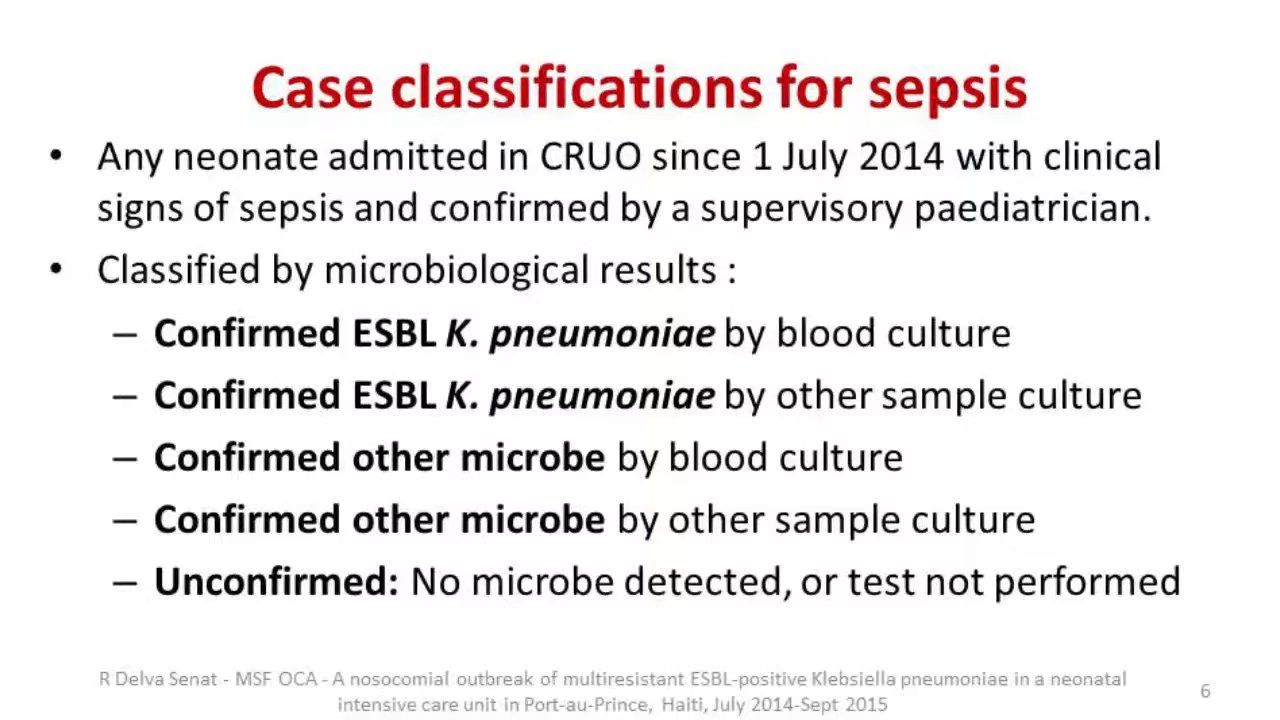 Case classifications for sepsis
• Any neonate admitted in CRUO since 1 July 2014 with clinical
signs of sepsis and confirmed by a supervisory paediatrician.
• Classified by microbiological results :
– Confirmed ESBL K. pneumoniae by blood culture
– Confirmed ESBL K. pneumoniae by other sample culture
– Confirmed other microbe by blood culture
– Confirmed other microbe by other sample culture
– Unconfirmed: No microbe detected, or test not performed
R Delva Senat - MSF OCA - A nosocomial outbreak of multiresistant ESBL-positive Klebsiella pneumoniae in a neonatal
intensive care unit in Port-au-Prince, Haiti, July 2014-Sept 2015
6